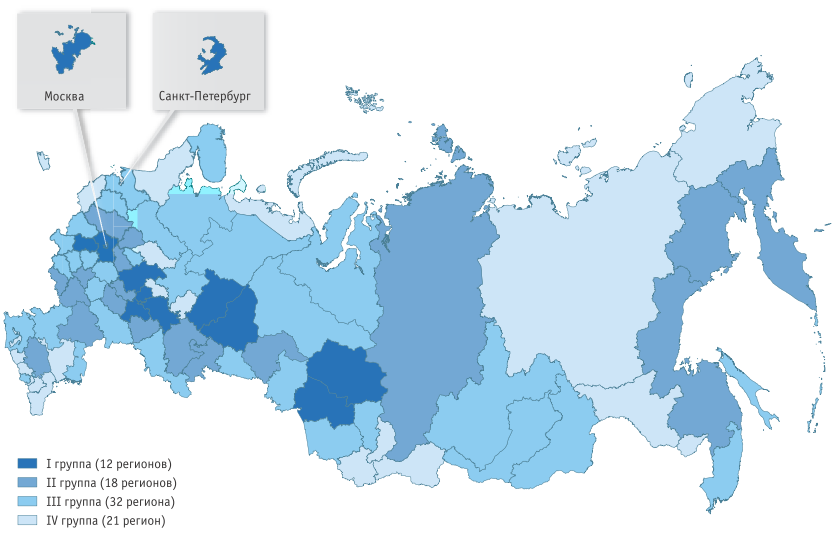 Москва
Санкт-Петербург
I группа (12 регионов)
II группа (18 регионов)
III группа (32 региона)
IV группа (21 регион)